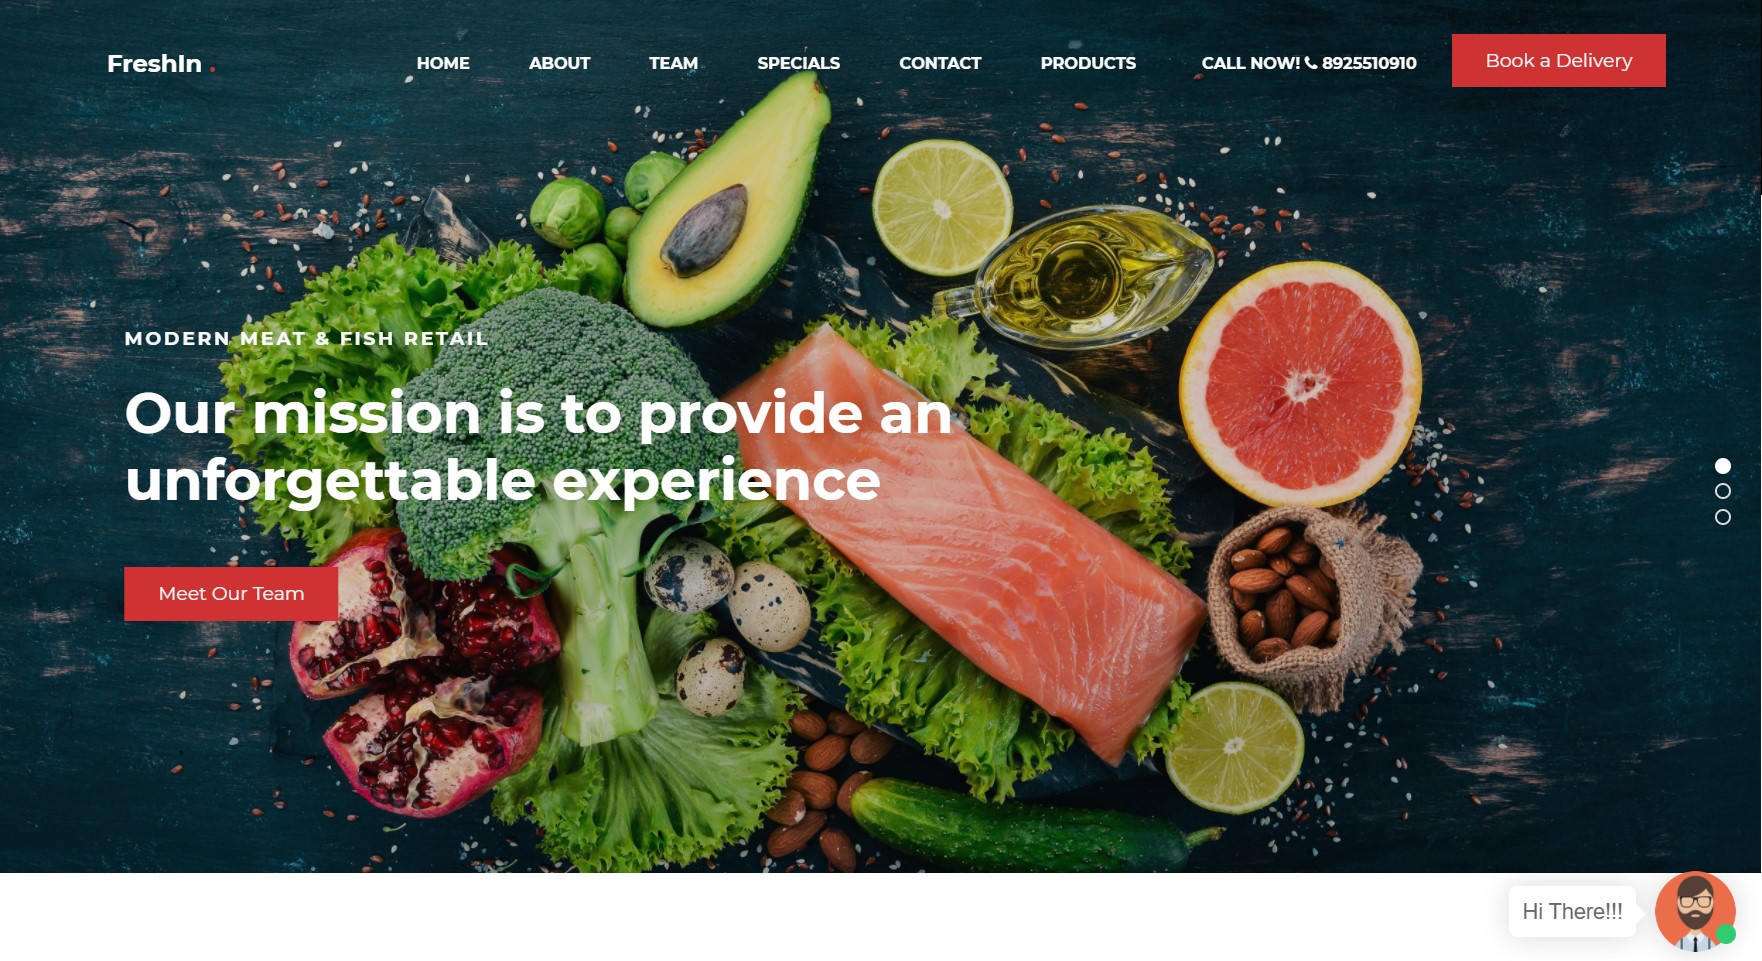 FreshIn .
HOME
ABOUT
TEAM
SPECIALS
CONTACT
PRODUCTS
CALL NOW! 8925510910
Book a Delivery
MODERN MEAT & FISH RETAIL
Our mission is to provide an
unforgettable experience
Meet Our Team
Hi There!!!